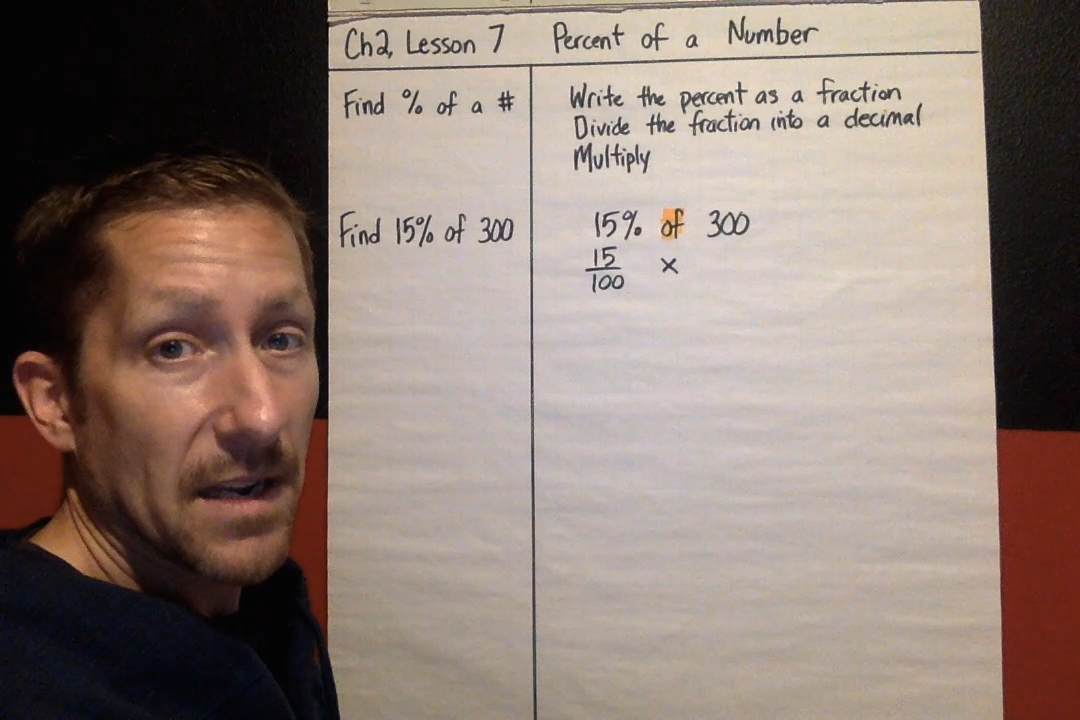 Ch2, Lesson 7 Percent of a Number
Find % of a #
Write the percent as a fraction
Divide the fraction into a decimal
Multiply
Find 15% of 300
15% of 300
15 ×
100